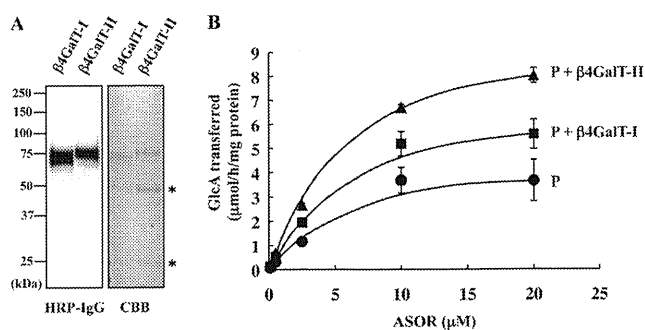 A
β4GalT-I
β4GalT-II
β4GalT-I
β4GalT-II
250
150
100
75
50
37
25
(kDa)
*
*
HRP-IgG
CBB
B
GlcA transferred
(μmol/h/mg protein)
9
8
7
6
5
4
3
2
1
0
0
5
10
15
20
25
ASOR (μM)
P + β4GalT-II
P + β4GalT-I
P